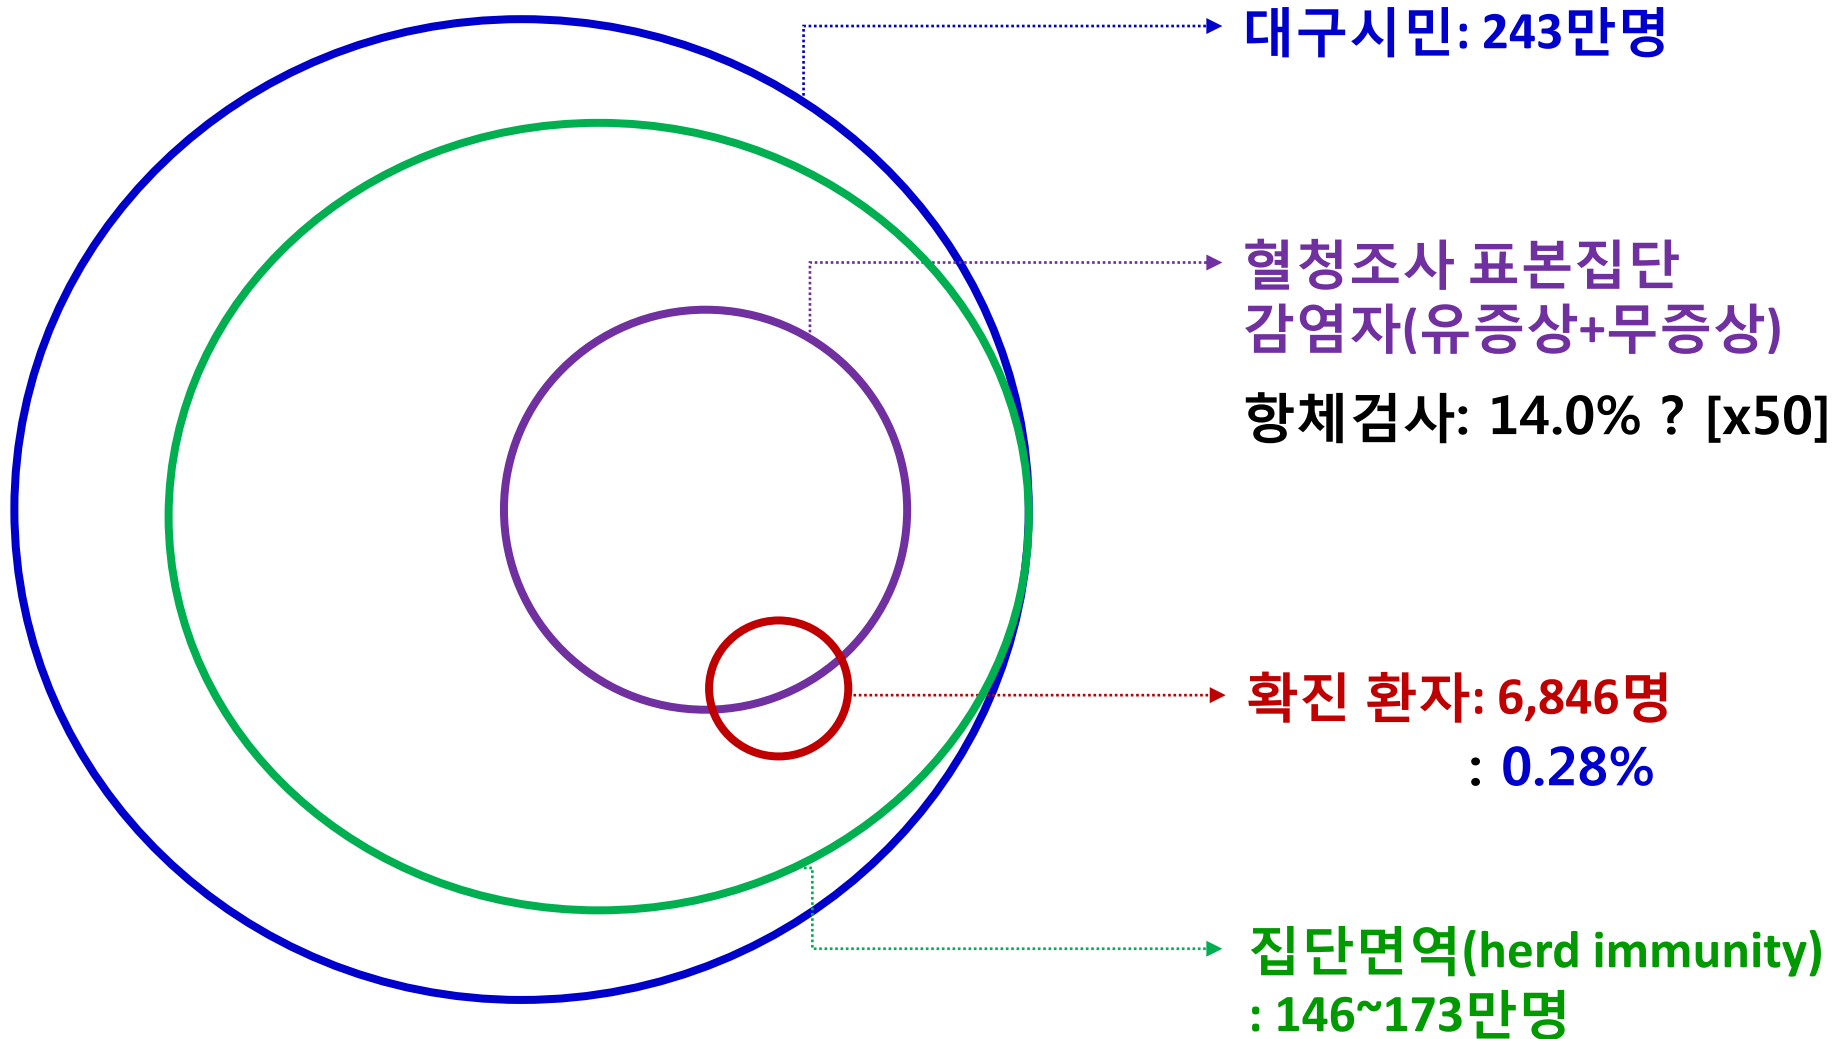 대구시민: 243만명
혈청조사 표본집단
감염자(유증상+무증상)
항체검사: 14.0% ? [x50]
확진 환자: 6,846명
: 0.28%
집단면역(herd immunity)
: 146~173만명